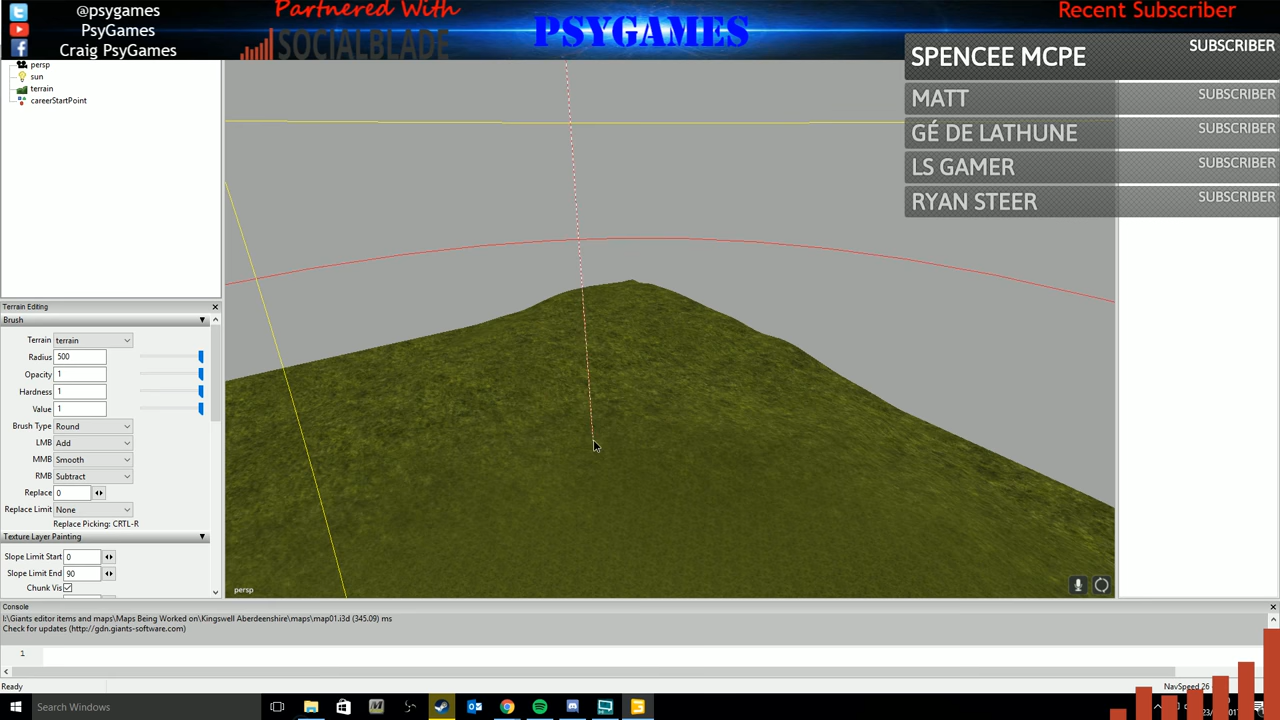 @psygames
PsyGames
Craig PsyGames
Partnered With
SOCIALBLADE
PSYGAMES
Recent Subscriber
SPENCEE MCPE SUBSCRIBER
MATT SUBSCRIBER
GÉ DE LATHUNE SUBSCRIBER
LS GAMER SUBSCRIBER
RYAN STEER SUBSCRIBER
persp
sun
terrain
careerStartPoint
Terrain Editing
Brush
Terrain terrain
Radius 500
Opacity 1
Hardness 1
Value 1
Brush Type Round
LMB Add
MMB Smooth
RMB Subtract
Replace 0
Replace Limit None
Replace Picking: CRTL-R
Texture Layer Painting
Slope Limit Start 0
Slope Limit End 90
Chunk Vis
persp
Console
I:\Giants editor items and maps\Maps Being Worked on\Kingswell Aberdeenshire\maps\map01.i3d (345.09) ms
Check for updates (http://gdn.giants-software.com)
1
Ready
NavSpeed 26
Search Windows